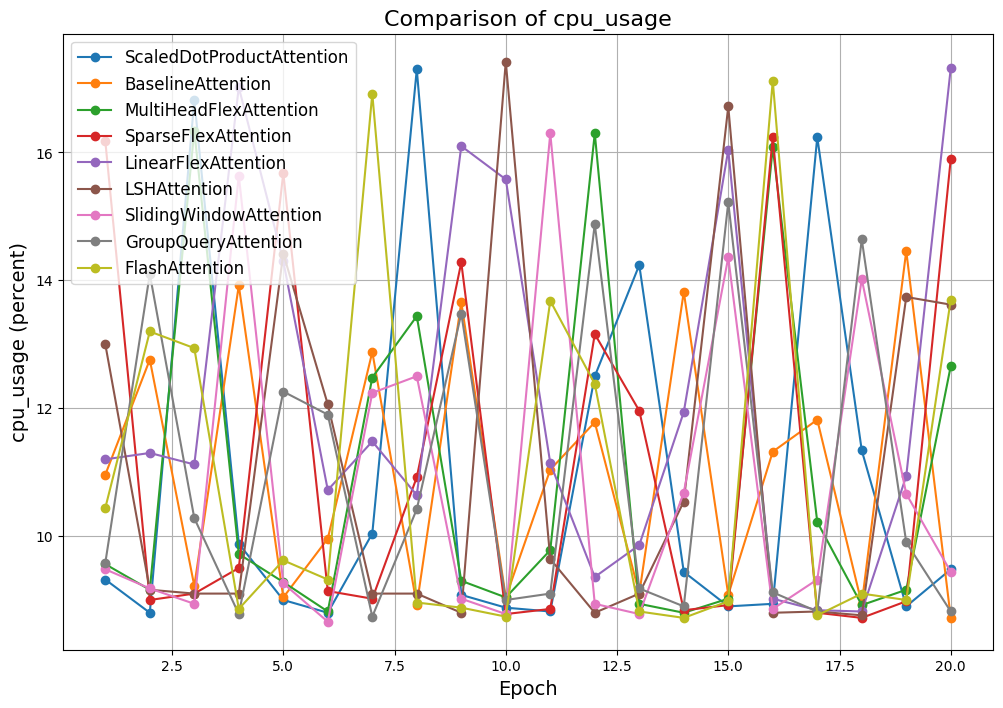 Comparison of cpu_usage
ScaledDotProductAttention
BaselineAttention
MultiHeadFlexAttention
SparseFlexAttention
LinearFlexAttention
LSHAttention
SlidingWindowAttention
GroupQueryAttention
FlashAttention
cpu_usage (percent)
16
14
12
10
2.5 5.0 7.5 10.0 12.5 15.0 17.5 20.0
Epoch